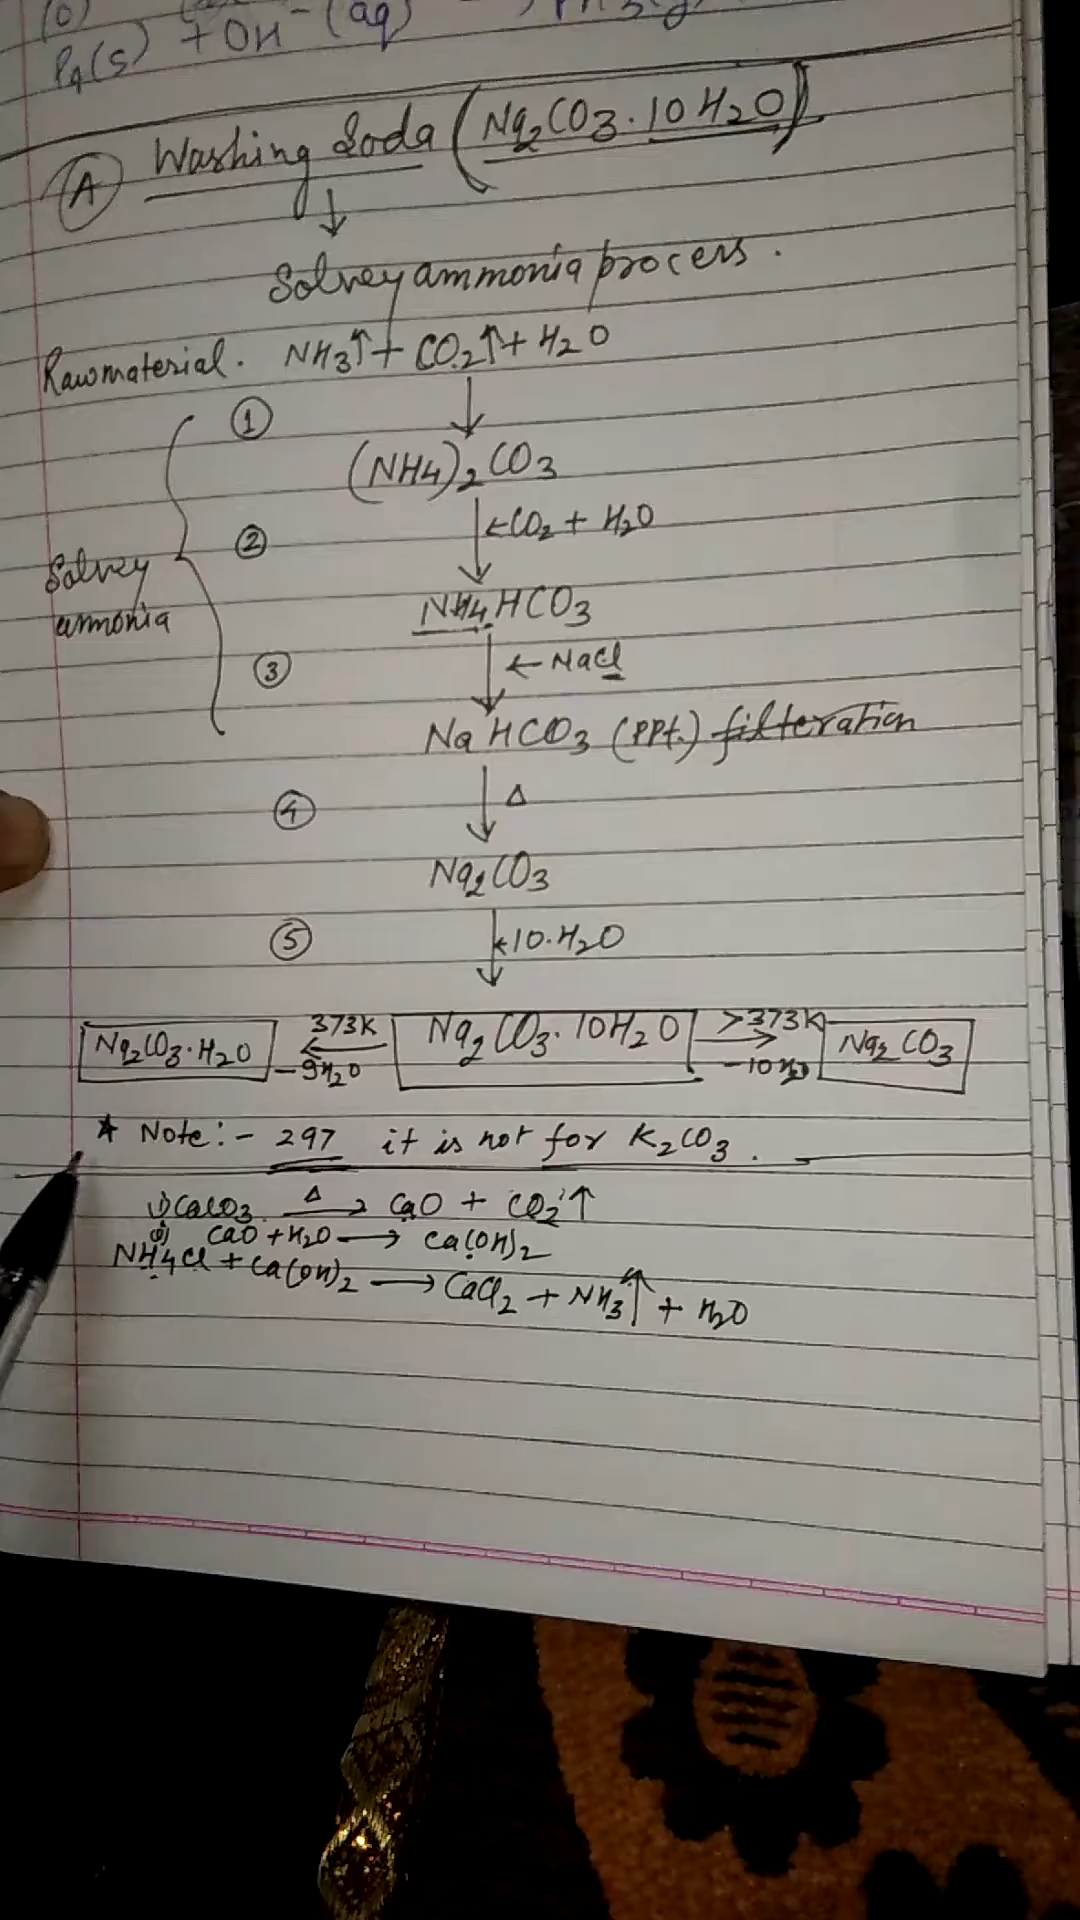 (0)
P4(s) + OH⁻ (aq)
(A) Washing Soda (Na2CO3.10H2O)
↓
Solvey ammonia process.
Raw material. NH3↑ + CO2↑ + H2O
① ↓
(NH4)2CO3
② ↓ ← CO2 + H2O
Solvey ammonia
NH4HCO3
③ ↓ ← NaCl
NaHCO3 (PPt.) filteration
④ ↓ Δ
Na2CO3
⑤ ↓ ← 10.H2O
Na2CO3.H2O ← 373K -9H2O Na2CO3.10H2O >373K → -10H2O Na2CO3
* Note:- 297 it is not for K2CO3.
i) CaCO3 Δ→ CaO + CO2↑
CaO + H2O → Ca(OH)2
NH4Cl + Ca(OH)2 → CaCl2 + NH3↑ + H2O